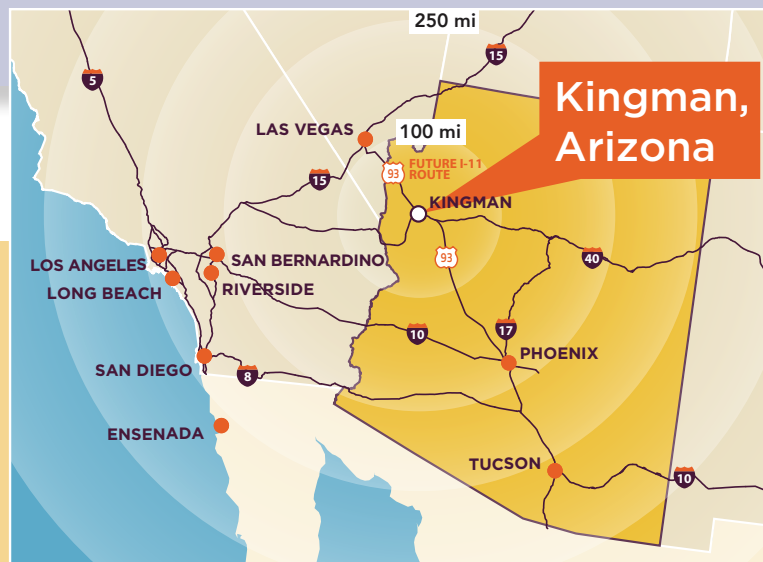 250 mi
15
5
Kingman,
Arizona
LAS VEGAS
100 mi
FUTURE I-11
ROUTE
93
15
KINGMAN
LOS ANGELES
SAN BERNARDINO
93
40
LONG BEACH
RIVERSIDE
10
17
PHOENIX
SAN DIEGO
8
ENSENADA
TUCSON
10